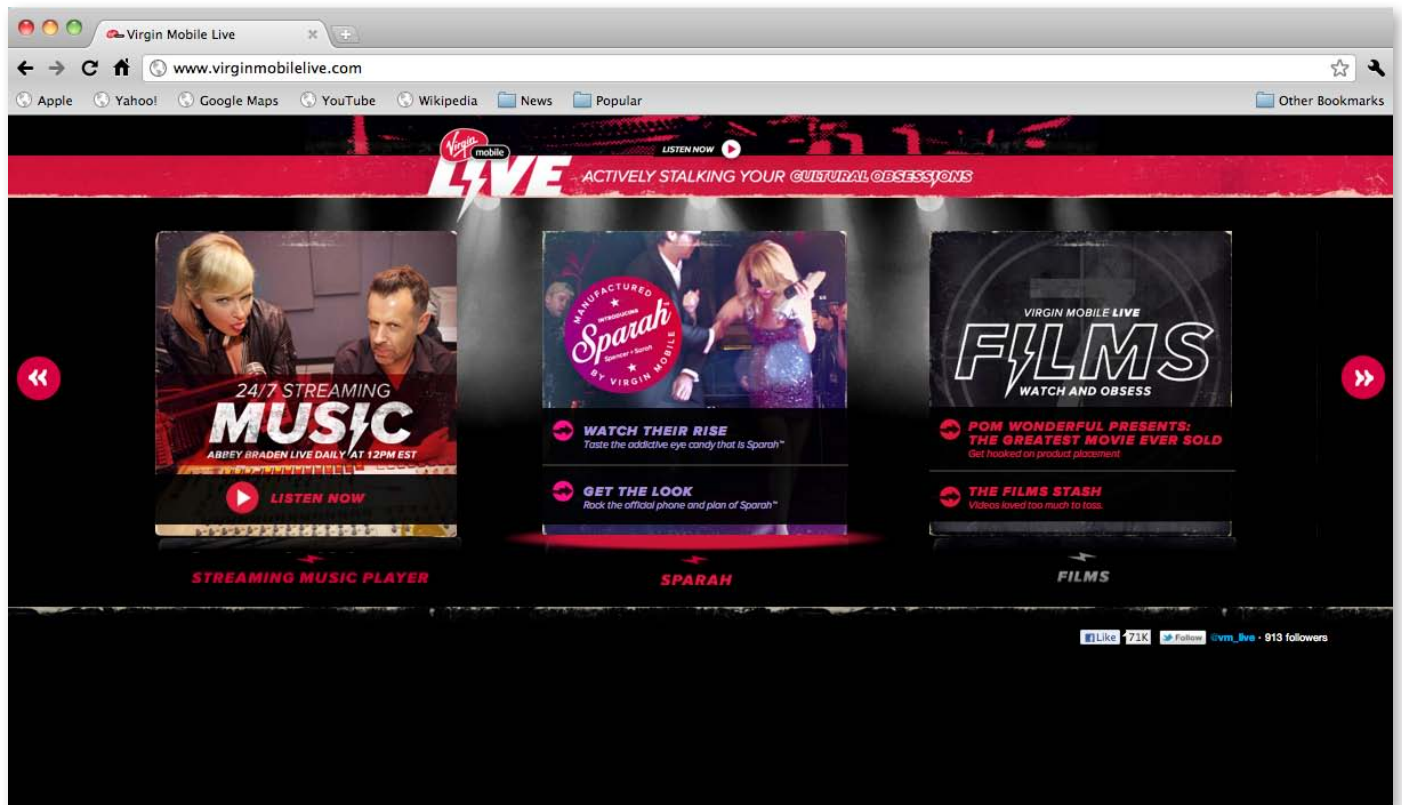 Virgin Mobile Live
www.virginmobilelive.com
Apple Yahoo! Google Maps YouTube Wikipedia News Popular Other Bookmarks
Virgin mobile
LISTEN NOW
LIVE ACTIVELY STALKING YOUR CULTURAL OBSESSIONS
24/7 STREAMING
MUSIC
ABBEY BRADEN LIVE DAILY AT 12PM EST
LISTEN NOW
STREAMING MUSIC PLAYER
MANUFACTURED
INTRODUCING
Sparah
Spencer + Sarah
BY VIRGIN MOBILE
WATCH THEIR RISE
Taste the addictive eye candy that is Sparah™
GET THE LOOK
Rock the official phone and plan of Sparah™
SPARAH
VIRGIN MOBILE LIVE
FILMS
WATCH AND OBSESS
POM WONDERFUL PRESENTS:
THE GREATEST MOVIE EVER SOLD
Get hooked on product placement
THE FILMS STASH
Videos loved too much to toss.
FILMS
Like 71K Follow @vm_live · 913 followers